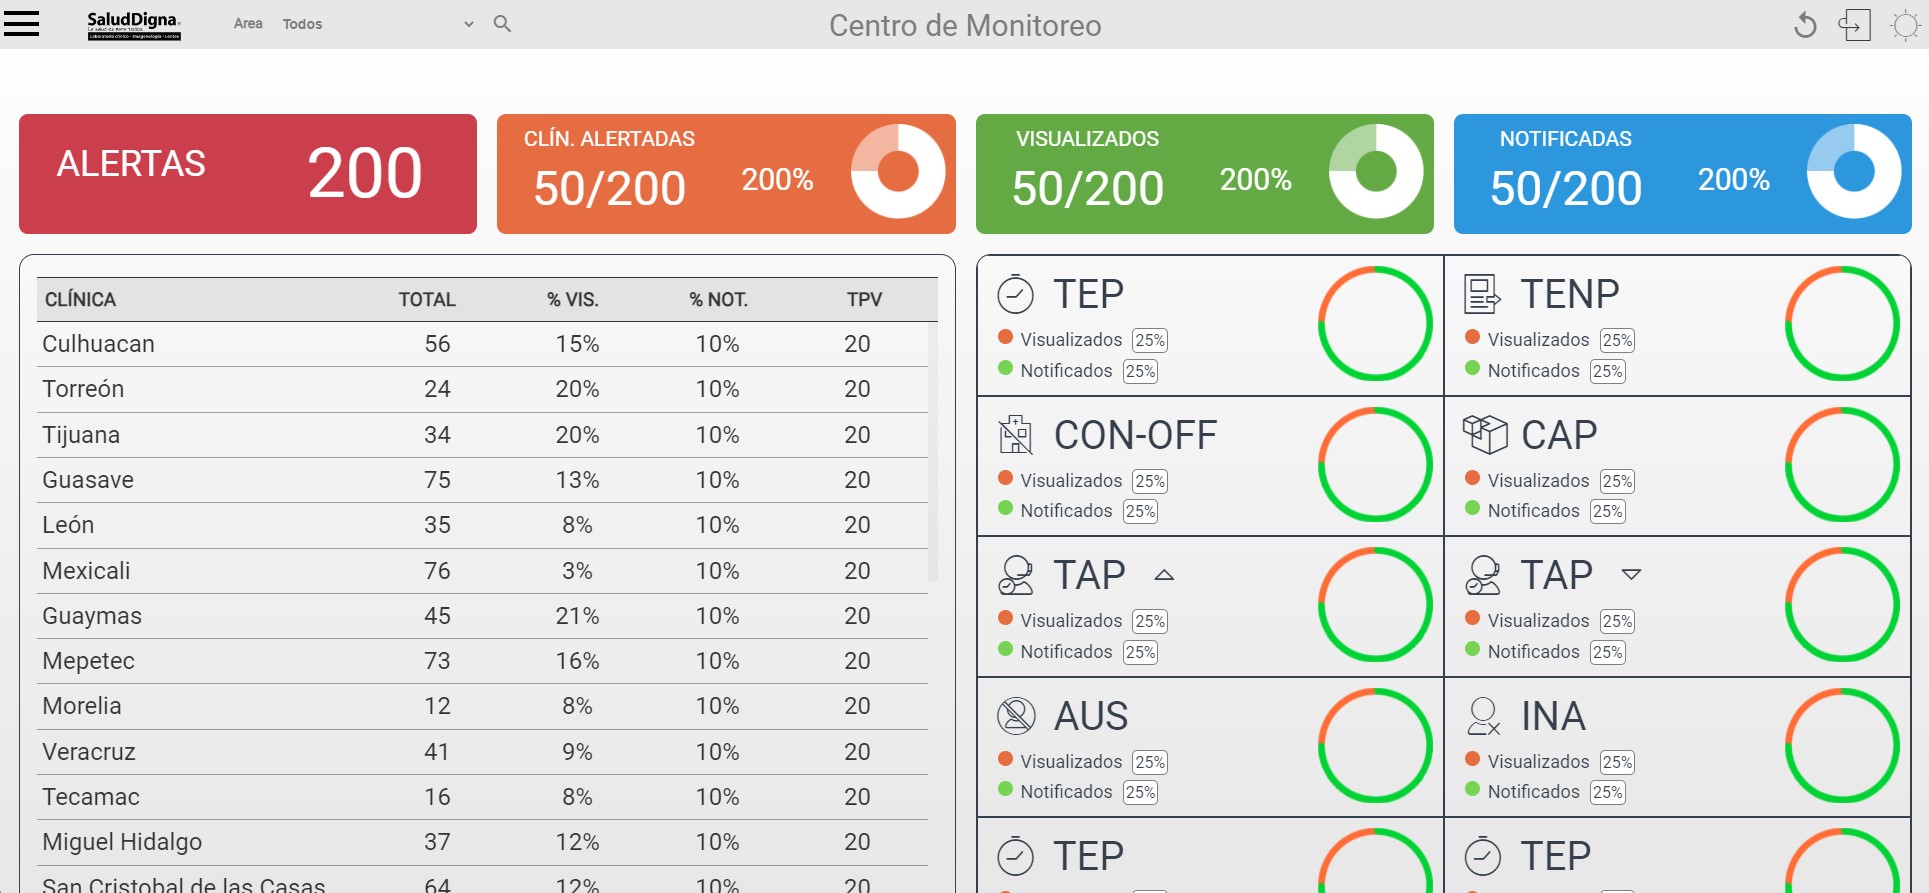 SaludDigna
Laboratorio clínico • Imagenología • Lentes
Area Todos
Centro de Monitoreo
ALERTAS 200
CLÍN. ALERTADAS
50/200 200%
VISUALIZADOS
50/200 200%
NOTIFICADAS
50/200 200%
CLÍNICA TOTAL % VIS. % NOT. TPV
Culhuacan 56 15% 10% 20
Torreón 24 20% 10% 20
Tijuana 34 20% 10% 20
Guasave 75 13% 10% 20
León 35 8% 10% 20
Mexicali 76 3% 10% 20
Guaymas 45 21% 10% 20
Mepetec 73 16% 10% 20
Morelia 12 8% 10% 20
Veracruz 41 9% 10% 20
Tecamac 16 8% 10% 20
Miguel Hidalgo 37 12% 10% 20
San Cristobal de las Casas 64 12% 10% 20
TEP
Visualizados 25%
Notificados 25%
TENP
Visualizados 25%
Notificados 25%
CON-OFF
Visualizados 25%
Notificados 25%
CAP
Visualizados 25%
Notificados 25%
TAP
Visualizados 25%
Notificados 25%
TAP
Visualizados 25%
Notificados 25%
AUS
Visualizados 25%
Notificados 25%
INA
Visualizados 25%
Notificados 25%
TEP
TEP